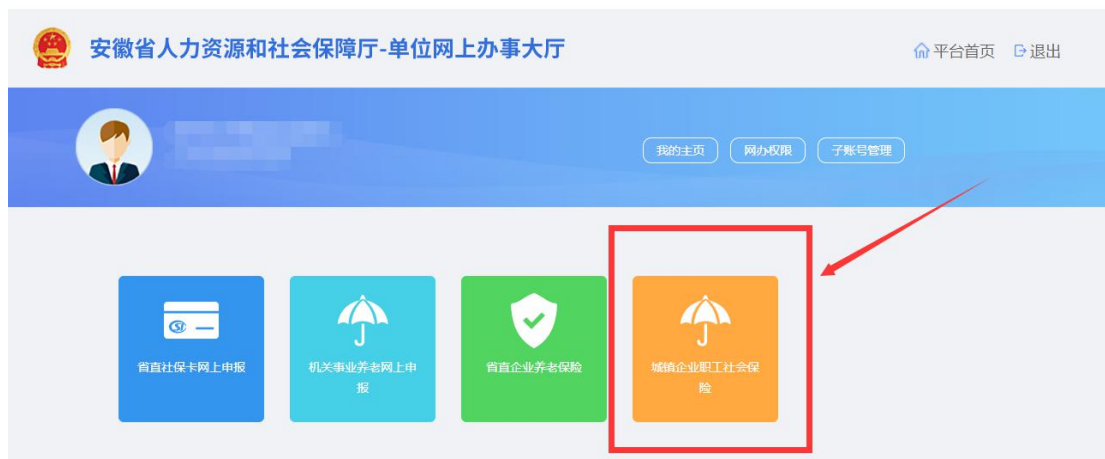 安徽省人力资源和社会保障厅-单位网上办事大厅
平台首页 退出
我的主页 网办权限 子账号管理
省直社保卡网上申报
机关事业养老网上申
报
省直企业养老保险
城镇企业职工社会保
险